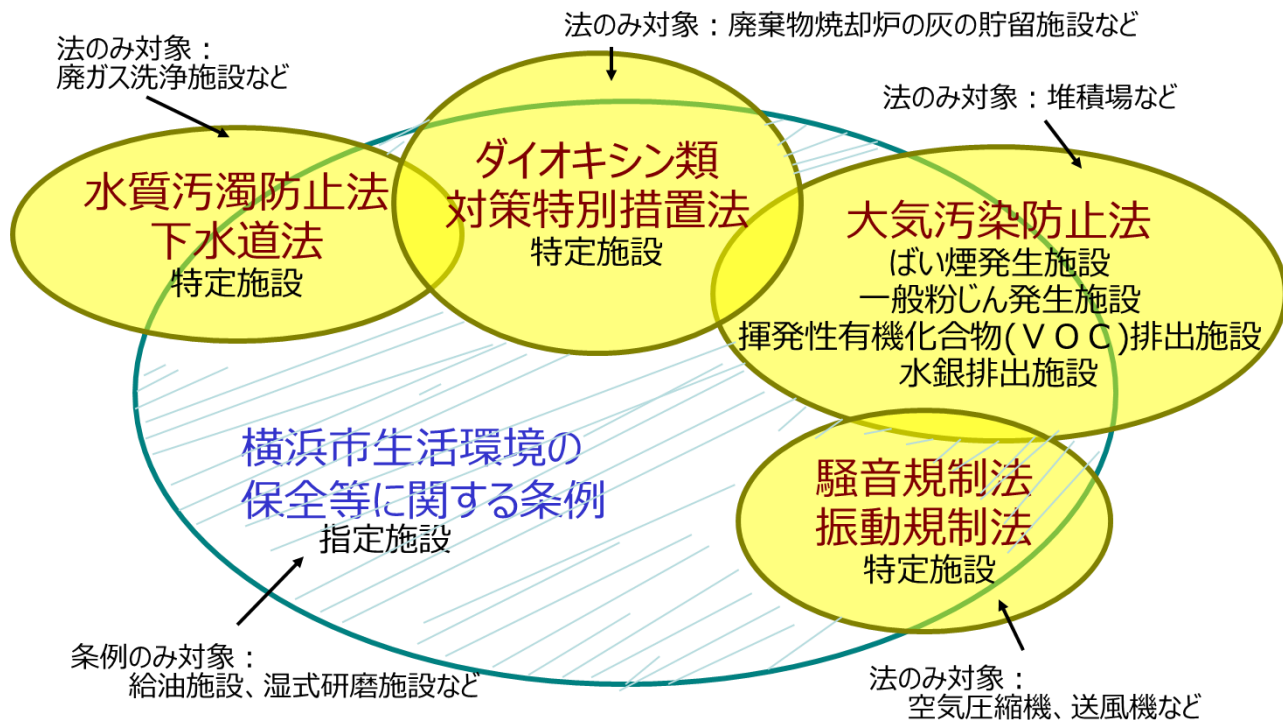 法のみ対象：廃棄物焼却炉の灰の貯留施設など
法のみ対象：
廃ガス洗浄施設など
法のみ対象：堆積場など
水質汚濁防止法
下水道法
特定施設
ダイオキシン類
対策特別措置法
特定施設
大気汚染防止法
ばい煙発生施設
一般粉じん発生施設
揮発性有機化合物(ＶＯＣ)排出施設
水銀排出施設
横浜市生活環境の
保全等に関する条例
指定施設
騒音規制法
振動規制法
特定施設
条例のみ対象：
給油施設、湿式研磨施設など
法のみ対象：
空気圧縮機、送風機など